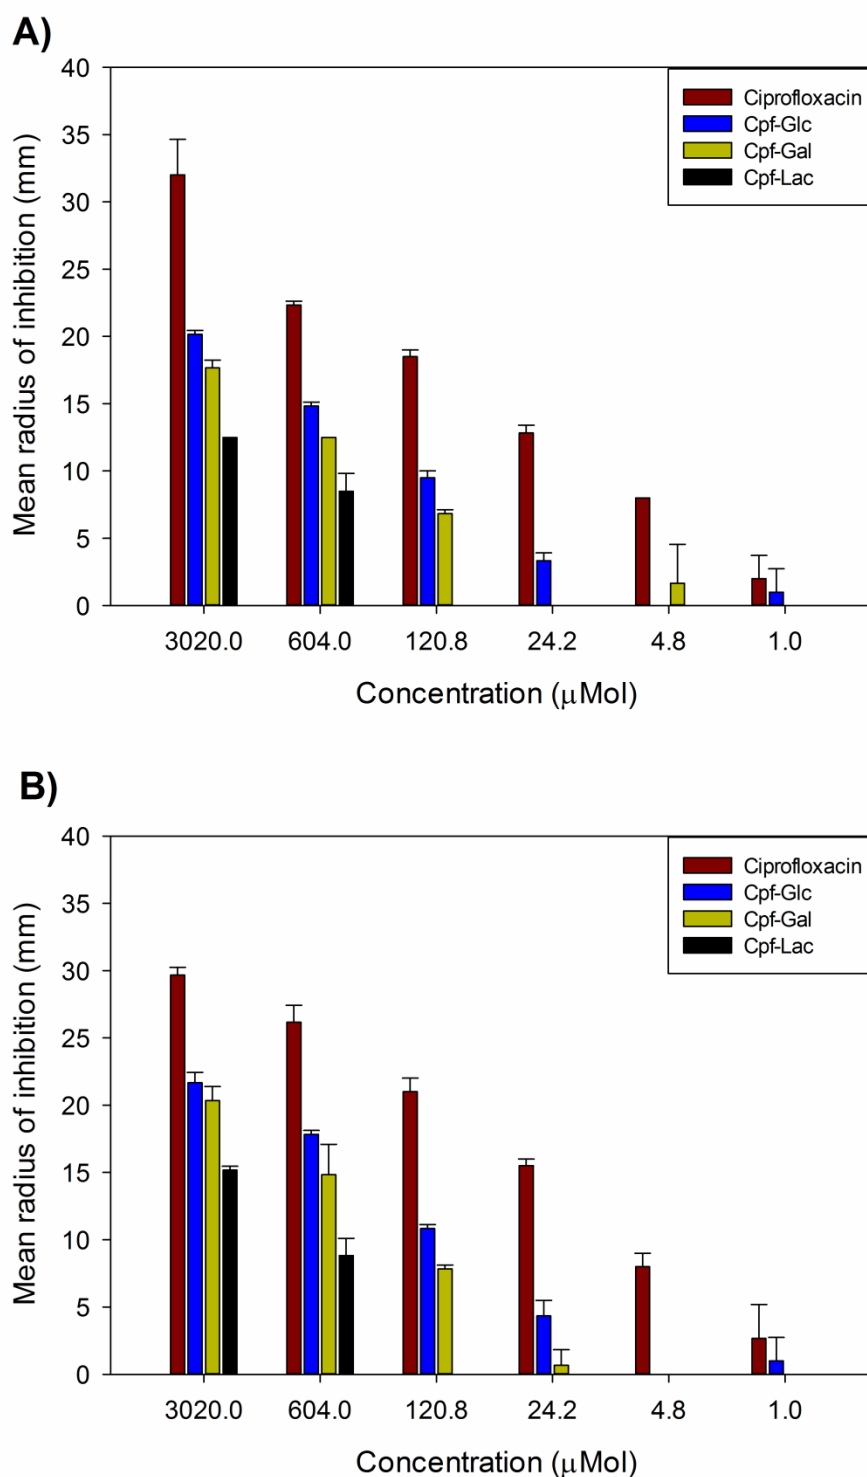 A)
Mean radius of inhibition (mm)
40
35
30
25
20
15
10
5
0
Ciprofloxacin
Cpf-Glc
Cpf-Gal
Cpf-Lac
3020.0 604.0 120.8 24.2 4.8 1.0
Concentration (μMol)
B)
Mean radius of inhibition (mm)
40
35
30
25
20
15
10
5
0
Ciprofloxacin
Cpf-Glc
Cpf-Gal
Cpf-Lac
3020.0 604.0 120.8 24.2 4.8 1.0
Concentration (μMol)